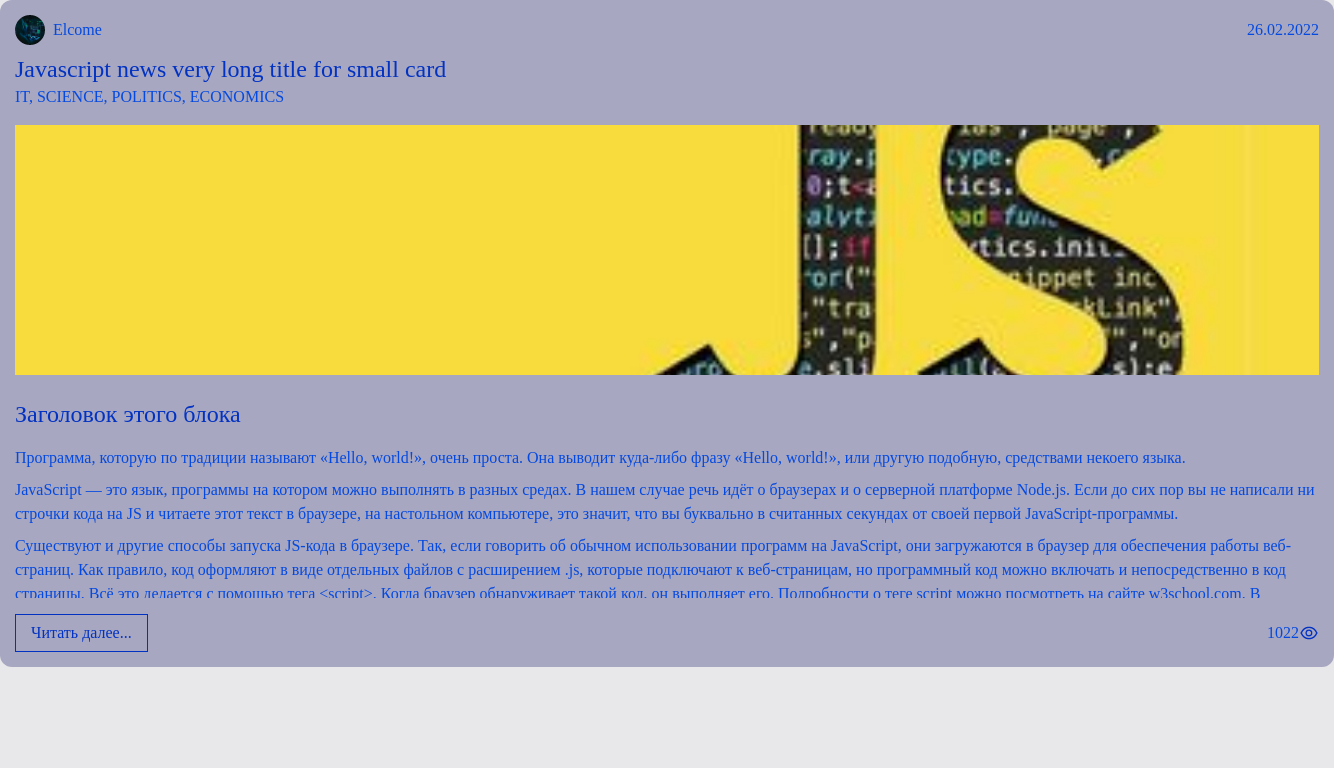 Elcome
26.02.2022
Javascript news very long title for small card
IT, SCIENCE, POLITICS, ECONOMICS
Заголовок этого блока
Программа, которую по традиции называют «Hello, world!», очень проста. Она выводит куда-либо фразу «Hello, world!», или другую подобную, средствами некоего языка.
JavaScript — это язык, программы на котором можно выполнять в разных средах. В нашем случае речь идёт о браузерах и о серверной платформе Node.js. Если до сих пор вы не написали ни
строчки кода на JS и читаете этот текст в браузере, на настольном компьютере, это значит, что вы буквально в считанных секундах от своей первой JavaScript-программы.
Существуют и другие способы запуска JS-кода в браузере. Так, если говорить об обычном использовании программ на JavaScript, они загружаются в браузер для обеспечения работы веб-
страниц. Как правило, код оформляют в виде отдельных файлов с расширением .js, которые подключают к веб-страницам, но программный код можно включать и непосредственно в код
страницы. Всё это делается с помощью тега <script>. Когда браузер обнаруживает такой код, он выполняет его. Подробности о теге script можно посмотреть на сайте w3school.com. В
Читать далее...
1022